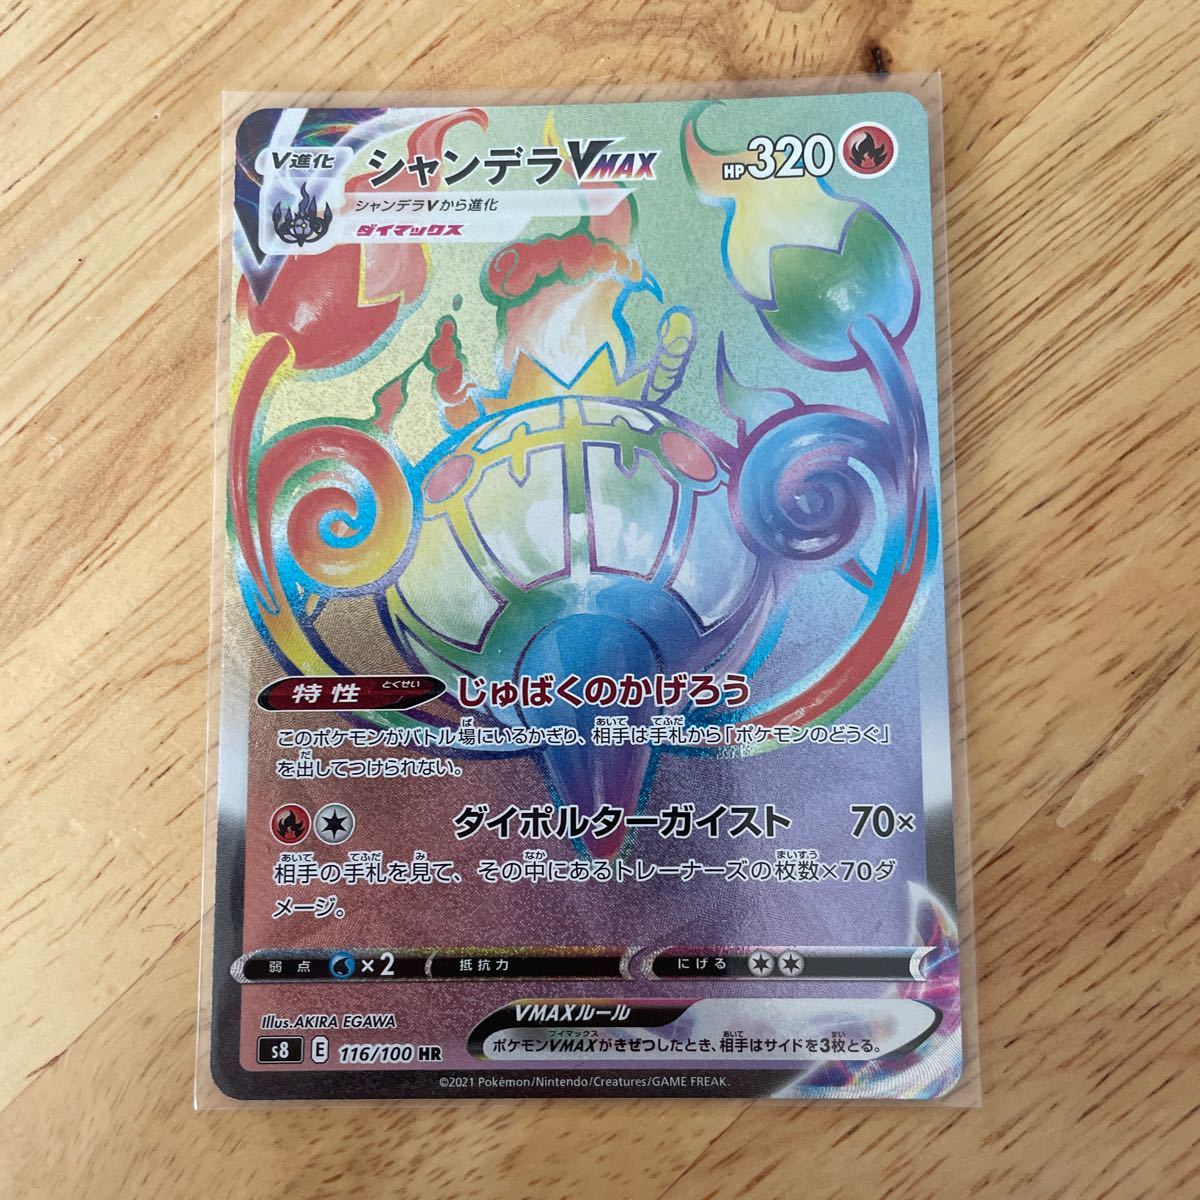 V進化
シャンデラVMAX
HP320
シャンデラVから進化
ダイマックス
特性 とくせい じゅばくのかげろう
このポケモンがバトル場にいるかぎり、相手は手札から「ポケモンのどうぐ」
を出してつけられない。
ダイポルターガイスト 70×
相手の手札を見て、その中にあるトレーナーズの枚数×70ダ
メージ。
弱点 ×2 抵抗力 にげる
Illus.AKIRA EGAWA
VMAXルール
ポケモンVMAXがきぜつしたとき、相手はサイドを3枚とる。
s8 E 116/100 HR
©2021 Pokémon/Nintendo/Creatures/GAME FREAK.